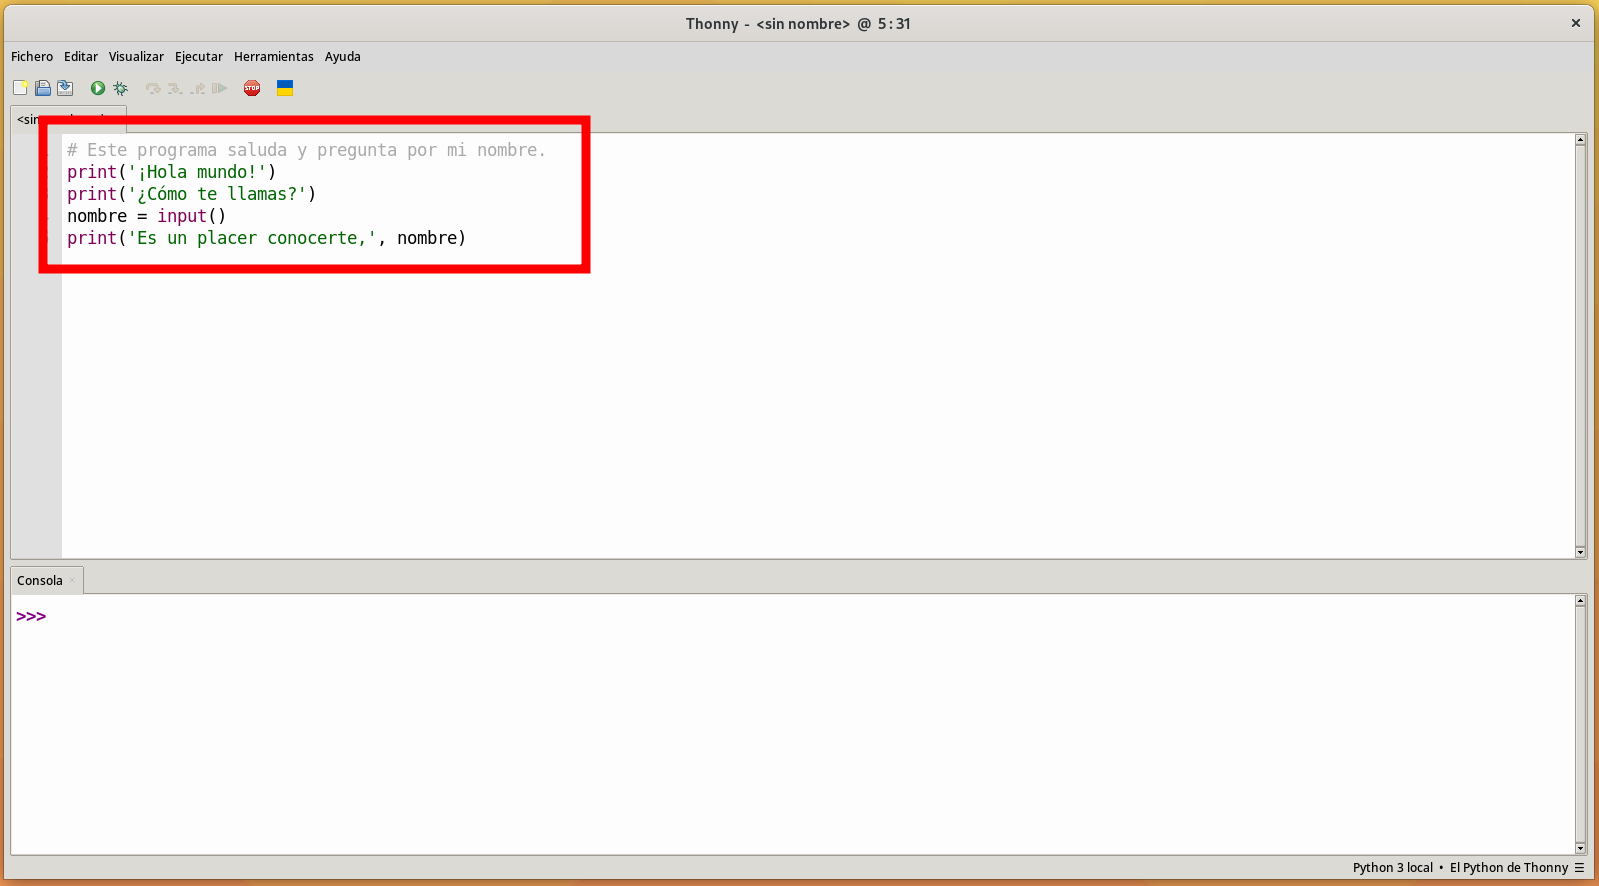 Thonny - <sin nombre> @ 5:31
Fichero Editar Visualizar Ejecutar Herramientas Ayuda
STOP
<sin
# Este programa saluda y pregunta por mi nombre.
print('¡Hola mundo!')
print('¿Cómo te llamas?')
nombre = input()
print('Es un placer conocerte,', nombre)
Consola
>>>
Python 3 local • El Python de Thonny ☰